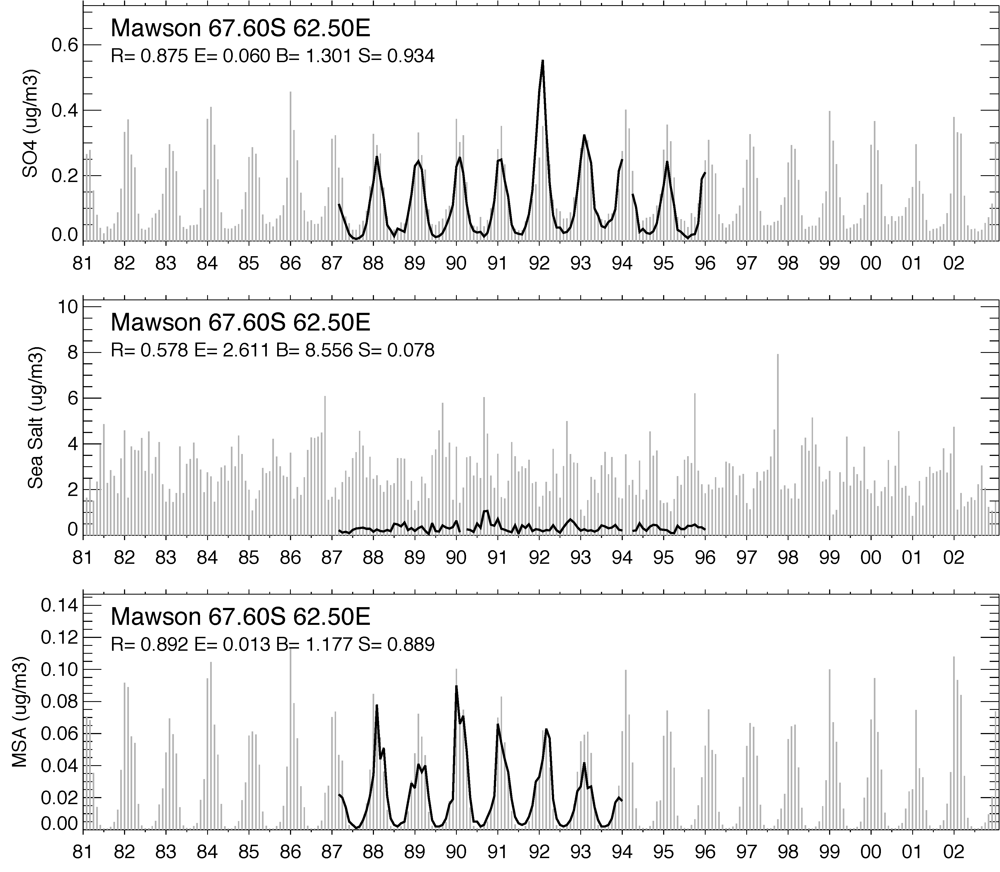 Mawson 67.60S 62.50E
R= 0.875 E= 0.060 B= 1.301 S= 0.934
SO4 (ug/m3)
0.6
0.4
0.2
0.0
81 82 83 84 85 86 87 88 89 90 91 92 93 94 95 96 97 98 99 00 01 02
Mawson 67.60S 62.50E
R= 0.578 E= 2.611 B= 8.556 S= 0.078
Sea Salt (ug/m3)
10
8
6
4
2
0
81 82 83 84 85 86 87 88 89 90 91 92 93 94 95 96 97 98 99 00 01 02
Mawson 67.60S 62.50E
R= 0.892 E= 0.013 B= 1.177 S= 0.889
MSA (ug/m3)
0.14
0.12
0.10
0.08
0.06
0.04
0.02
0.00
81 82 83 84 85 86 87 88 89 90 91 92 93 94 95 96 97 98 99 00 01 02